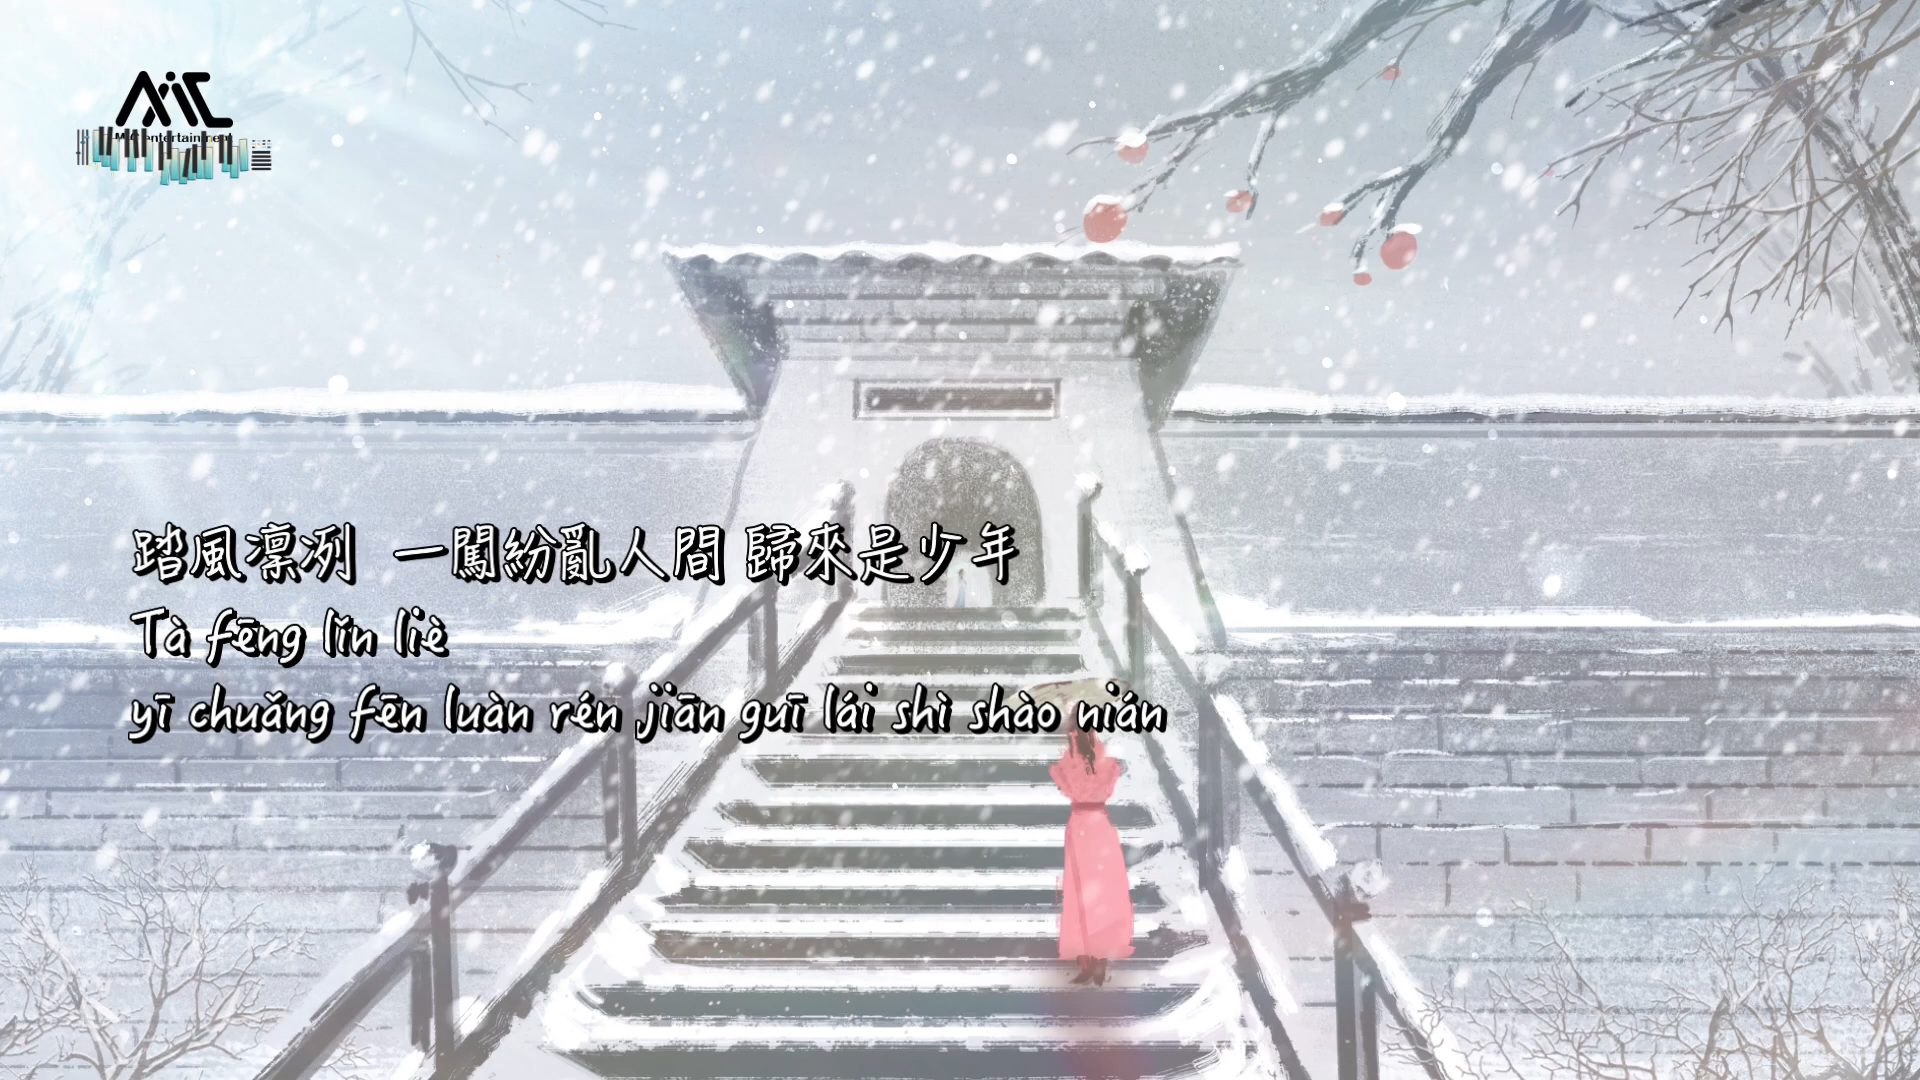 M.I.C entertainment
踏風凜冽 一闖紛亂人間 歸來是少年
Tà fēng lǐn liè
yī chuǎng fēn luàn rén jiān guī lái shì shào nián